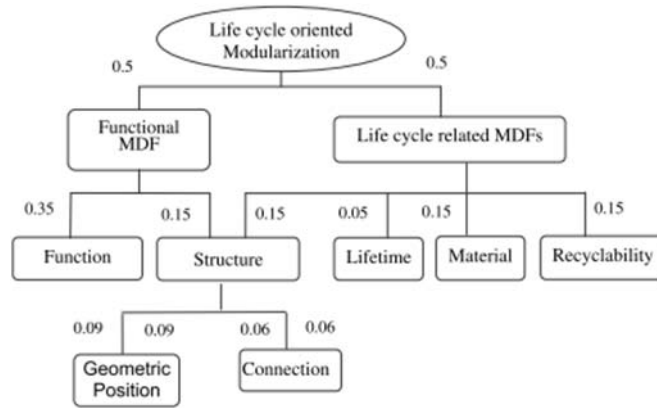 Life cycle oriented
Modularization
0.5
0.5
Functional
MDF
Life cycle related MDFs
0.35
0.15
0.15
0.05
0.15
0.15
Function
Structure
Lifetime
Material
Recyclability
0.09
0.09
0.06
0.06
Geometric
Position
Connection